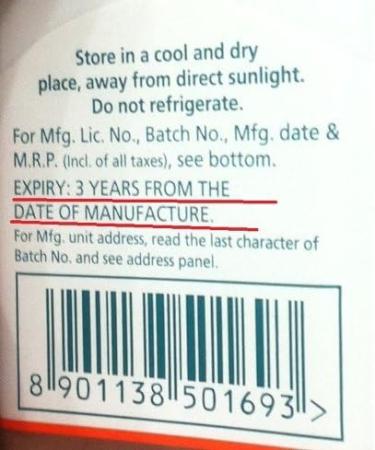 Store in a cool and dry
place, away from direct sunlight.
Do not refrigerate.
For Mfg. Lic. No., Batch No., Mfg. date &
M.R.P. (Incl. of all taxes), see bottom.
EXPIRY: 3 YEARS FROM THE
DATE OF MANUFACTURE.
For Mfg. unit address, read the last character of
Batch No. and see address panel.
8 901138 501693 >